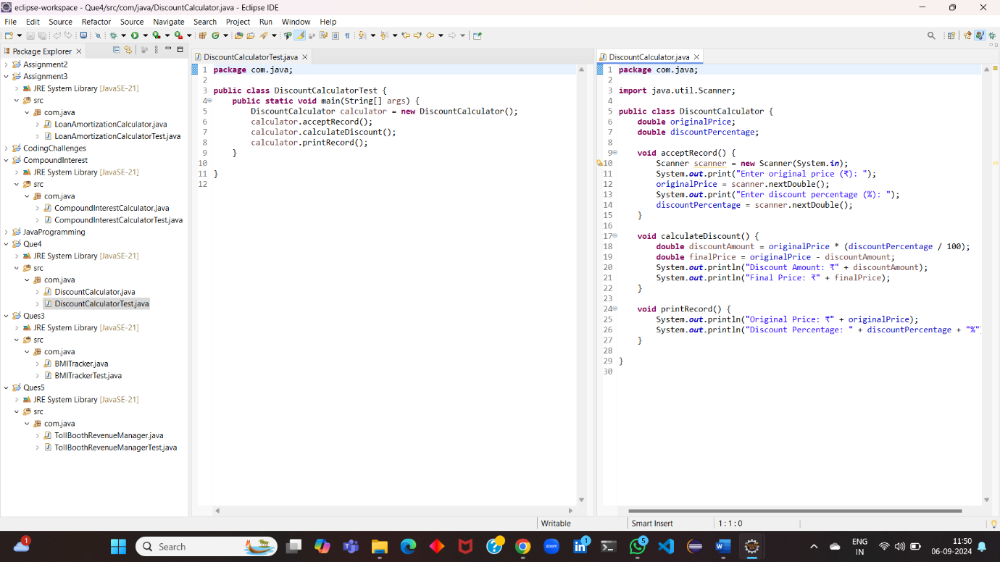 eclipse-workspace - Que4/src/com/java/DiscountCalculator.java - Eclipse IDE
File Edit Source Refactor Source Navigate Search Project Run Window Help
Package Explorer
Assignment2
Assignment3
JRE System Library [JavaSE-21]
src
com.java
LoanAmortizationCalculator.java
LoanAmortizationCalculatorTest.java
CodingChallenges
CompoundInterest
JRE System Library [JavaSE-21]
src
com.java
CompoundInterestCalculator.java
CompoundInterestCalculatorTest.java
JavaProgramming
Que4
JRE System Library [JavaSE-21]
src
com.java
DiscountCalculator.java
DiscountCalculatorTest.java
Ques3
JRE System Library [JavaSE-21]
src
com.java
BMITracker.java
BMITrackerTest.java
Ques5
JRE System Library [JavaSE-21]
src
com.java
TollBoothRevenueManager.java
TollBoothRevenueManagerTest.java
DiscountCalculatorTest.java
1 package com.java;
2
3 public class DiscountCalculatorTest {
4 public static void main(String[] args) {
5 DiscountCalculator calculator = new DiscountCalculator();
6 calculator.acceptRecord();
7 calculator.calculateDiscount();
8 calculator.printRecord();
9 }
10
11 }
12
DiscountCalculator.java
1 package com.java;
2
3 import java.util.Scanner;
4
5 public class DiscountCalculator {
6 double originalPrice;
7 double discountPercentage;
8
9 void acceptRecord() {
10 Scanner scanner = new Scanner(System.in);
11 System.out.print("Enter original price (₹): ");
12 originalPrice = scanner.nextDouble();
13 System.out.print("Enter discount percentage (%): ");
14 discountPercentage = scanner.nextDouble();
15 }
16
17 void calculateDiscount() {
18 double discountAmount = originalPrice * (discountPercentage / 100);
19 double finalPrice = originalPrice - discountAmount;
20 System.out.println("Discount Amount: ₹" + discountAmount);
21 System.out.println("Final Price: ₹" + finalPrice);
22 }
23
24 void printRecord() {
25 System.out.println("Original Price: ₹" + originalPrice);
26 System.out.println("Discount Percentage: " + discountPercentage + "%"
27 }
28
29 }
30
Writable
Smart Insert
1 : 1 : 0
1
Search
zoom
1
5
ENG
IN
11:50
06-09-2024